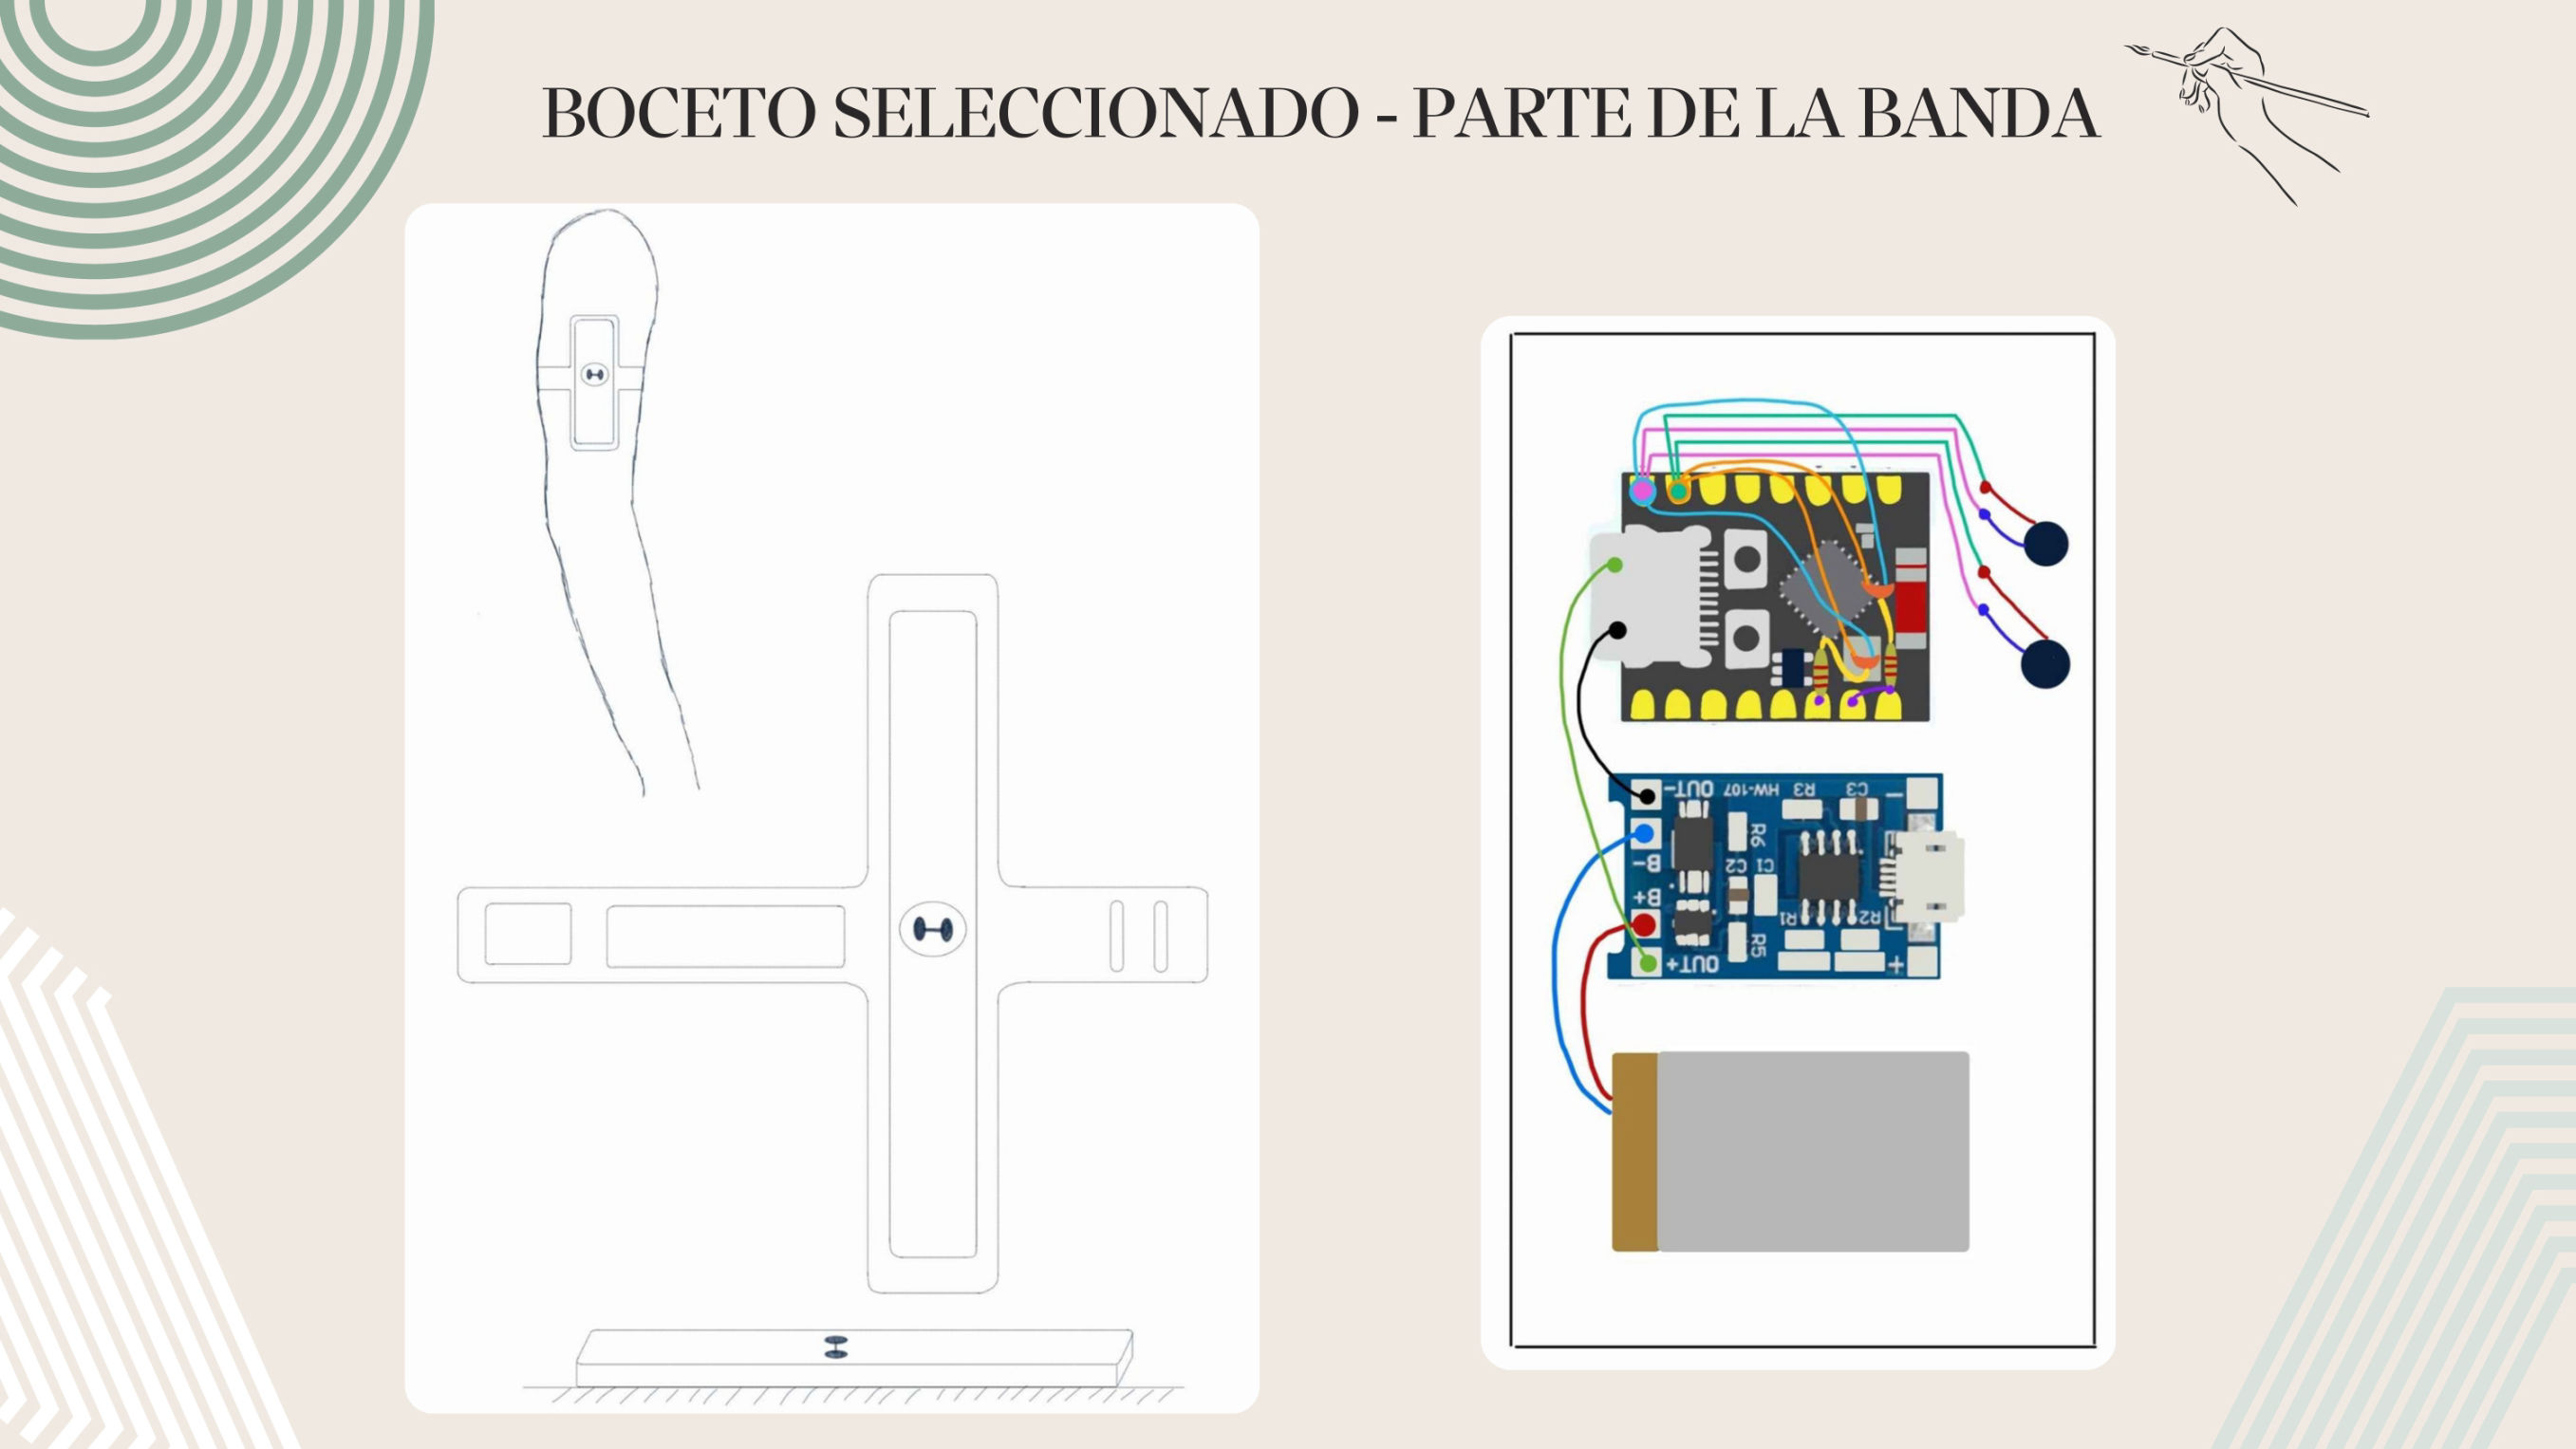 BOCETO SELECCIONADO - PARTE DE LA BANDA
OUT-
HW-107
R3
C3
-
B-
R6
C2
C1
B+
R1
R2
R5
OUT+
+